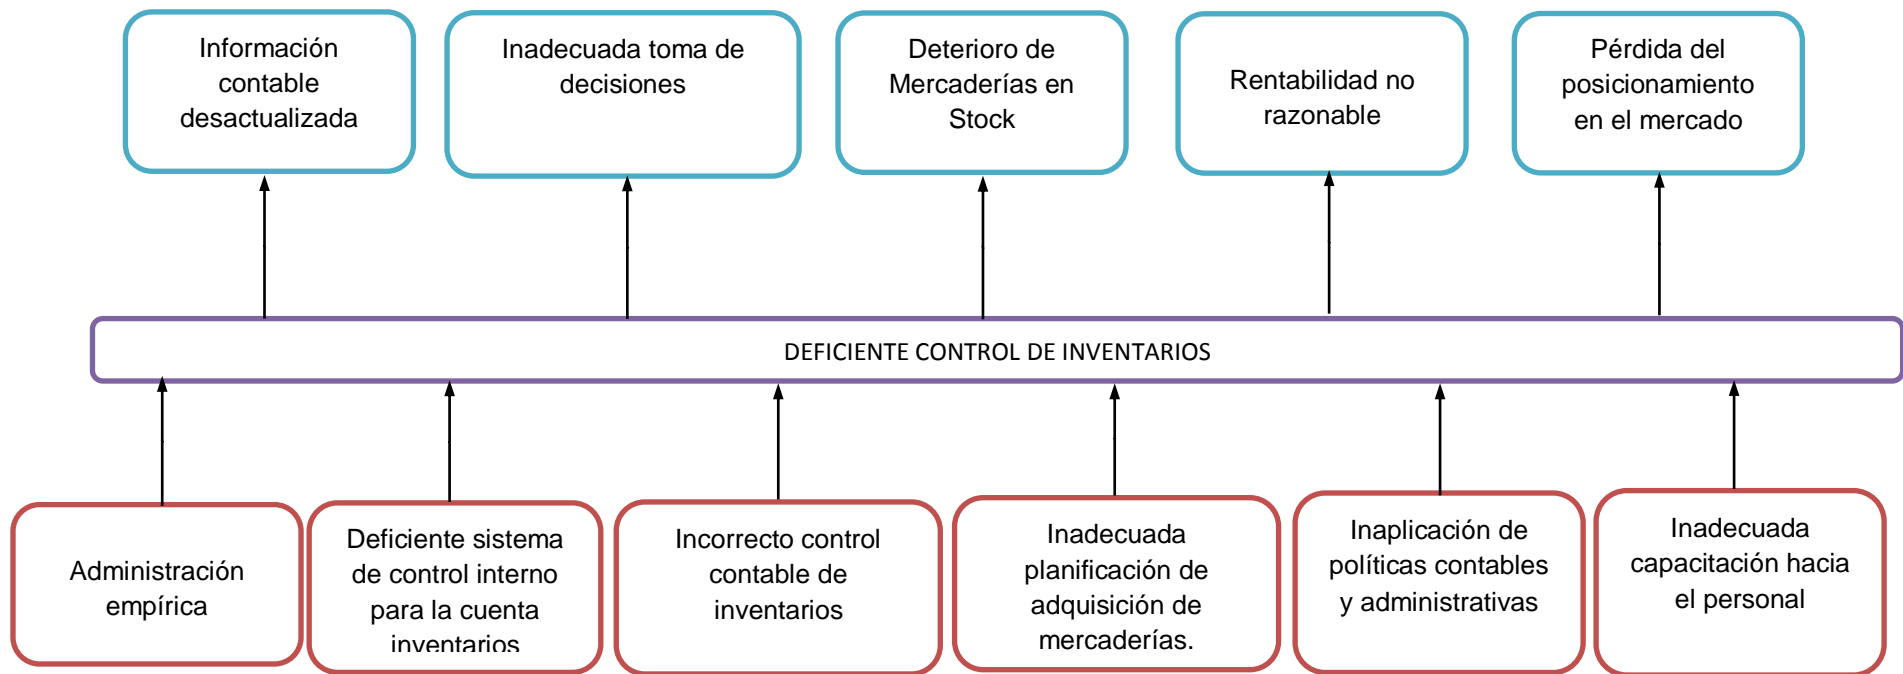 Información
contable
desactualizada
Inadecuada toma de
decisiones
Deterioro de
Mercaderías en
Stock
Rentabilidad no
razonable
Pérdida del
posicionamiento
en el mercado
DEFICIENTE CONTROL DE INVENTARIOS
Administración
empírica
Deficiente sistema
de control interno
para la cuenta
inventarios
Incorrecto control
contable de
inventarios
Inadecuada
planificación de
adquisición de
mercaderías.
Inaplicación de
políticas contables
y administrativas
Inadecuada
capacitación hacia
el personal